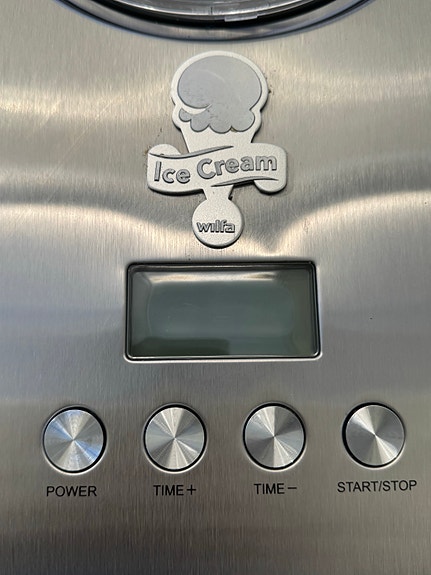 Ice Cream
wilfa
POWER TIME+ TIME− START/STOP